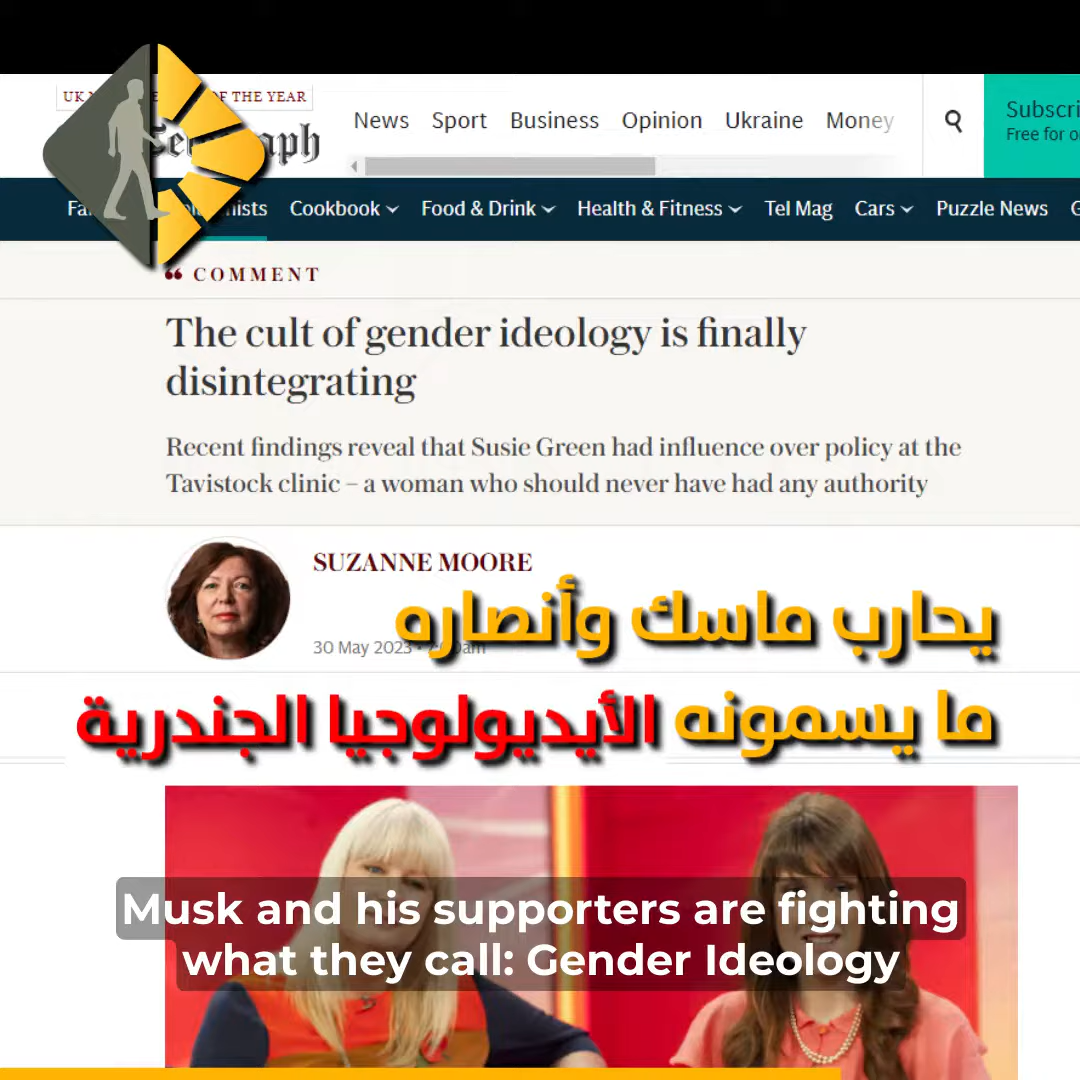 UK
OF THE YEAR
News Sport Business Opinion Ukraine Money
Subscri
Free for o
Cookbook Food & Drink Health & Fitness Tel Mag Cars Puzzle News
“ COMMENT
The cult of gender ideology is finally
disintegrating
Recent findings reveal that Susie Green had influence over policy at the
Tavistock clinic – a woman who should never have had any authority
SUZANNE MOORE
30 May 2023
يحارب ماسك وأنصاره
ما يسمونه الأيديولوجيا الجندرية
Musk and his supporters are fighting
what they call: Gender Ideology